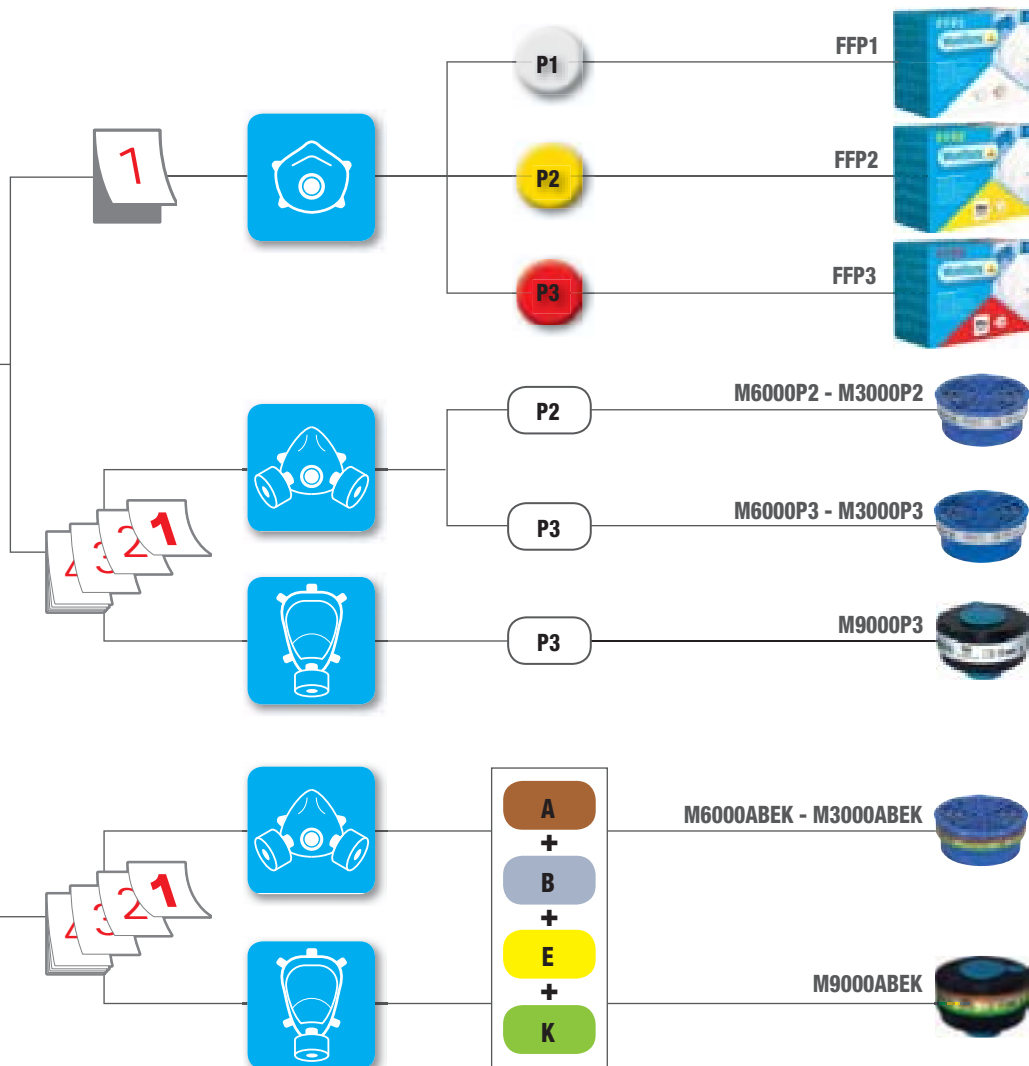 P1
FFP1
1
P2
FFP2
P3
FFP3
P2
M6000P2 - M3000P2
4 3 2 1
P3
M6000P3 - M3000P3
P3
M9000P3
A
M6000ABEK - M3000ABEK
+
B
4 3 2 1
+
E
M9000ABEK
+
K